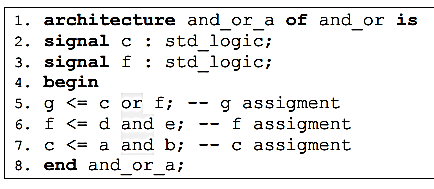 1. architecture and_or_a of and_or is
2. signal c : std_logic;
3. signal f : std_logic;
4. begin
5. g <= c or f; -- g assigment
6. f <= d and e; -- f assigment
7. c <= a and b; -- c assigment
8. end and_or_a;